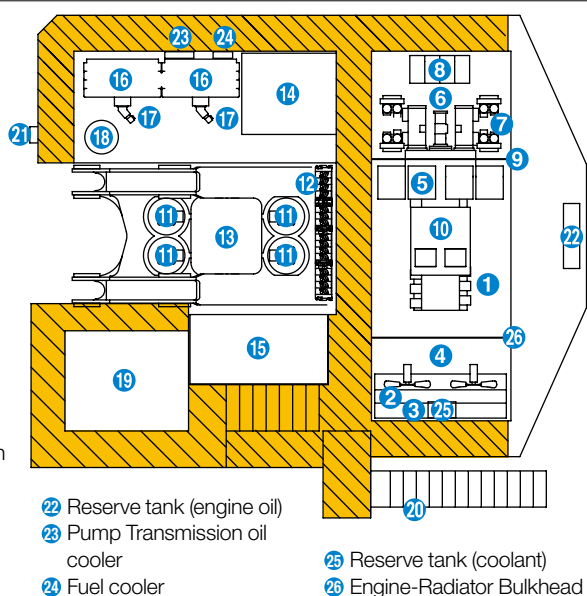 23 24
8
16 16
14 6
17 17 7
21 18
9
12 5
11 11
13 10 22
11 11
1
26
4
15
19
2
3 25
n
20
22 Reserve tank (engine oil)
23 Pump Transmission oil
cooler
24 Fuel cooler
25 Reserve tank (coolant)
26 Engine-Radiator Bulkhead